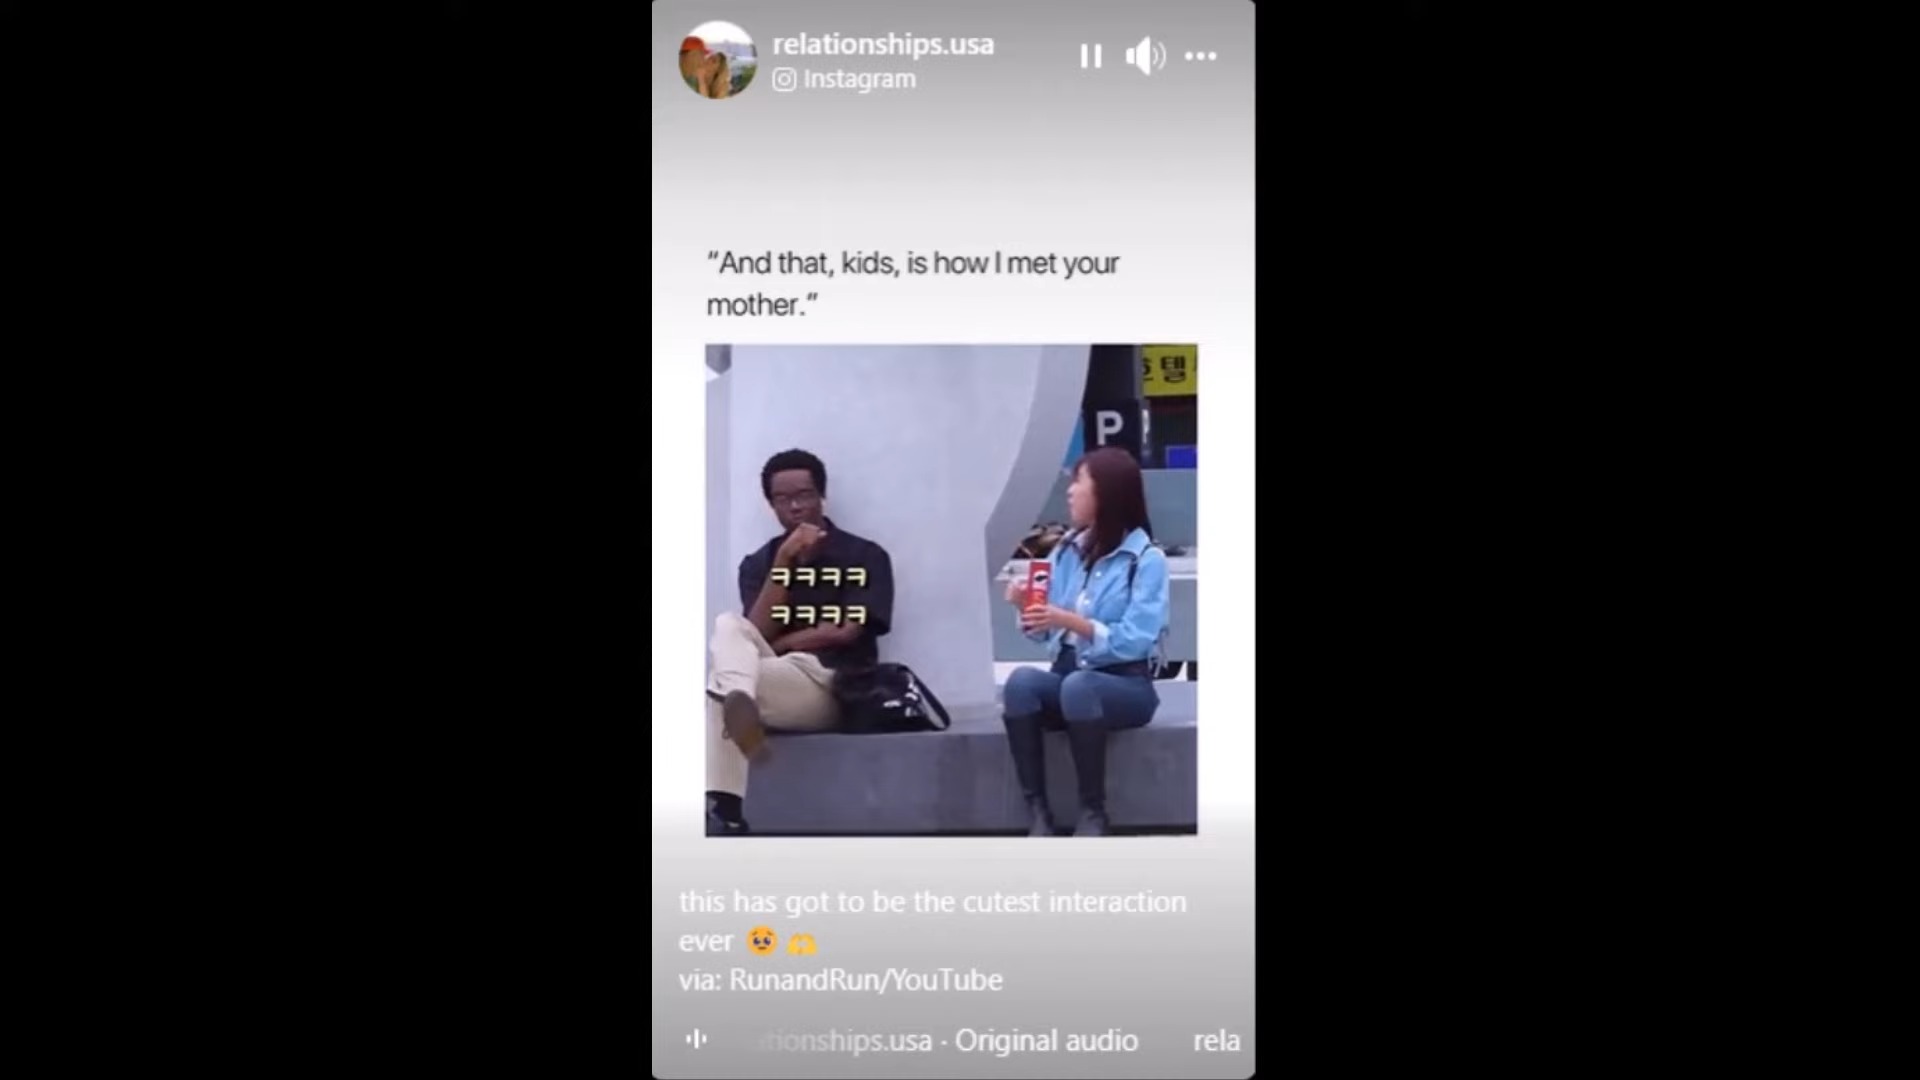 relationships.usa
Instagram
“And that, kids, is how I met your
mother.”
텔
P
ㅋㅋㅋㅋ
ㅋㅋㅋㅋ
this has got to be the cutest interaction
ever 🥹 🫶
via: RunandRun/YouTube
tionships.usa · Original audio rela